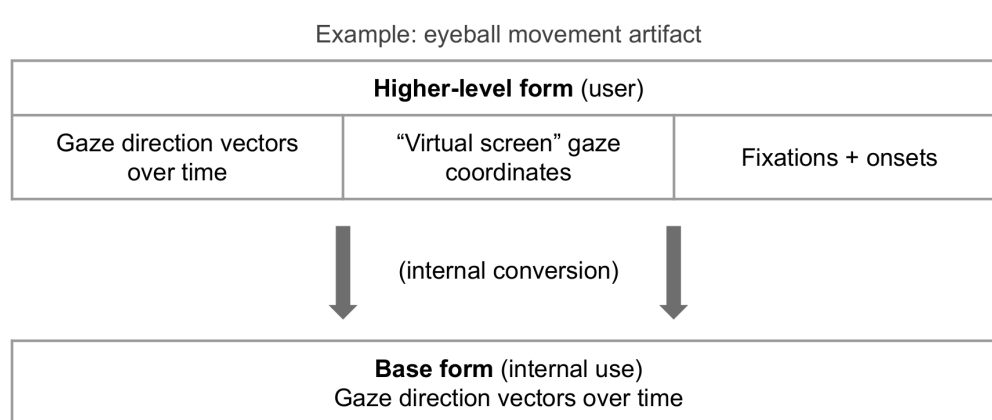 Example: eyeball movement artifact
Higher-level form (user)
Gaze direction vectors
over time
“Virtual screen” gaze
coordinates
Fixations + onsets
(internal conversion)
Base form (internal use)
Gaze direction vectors over time